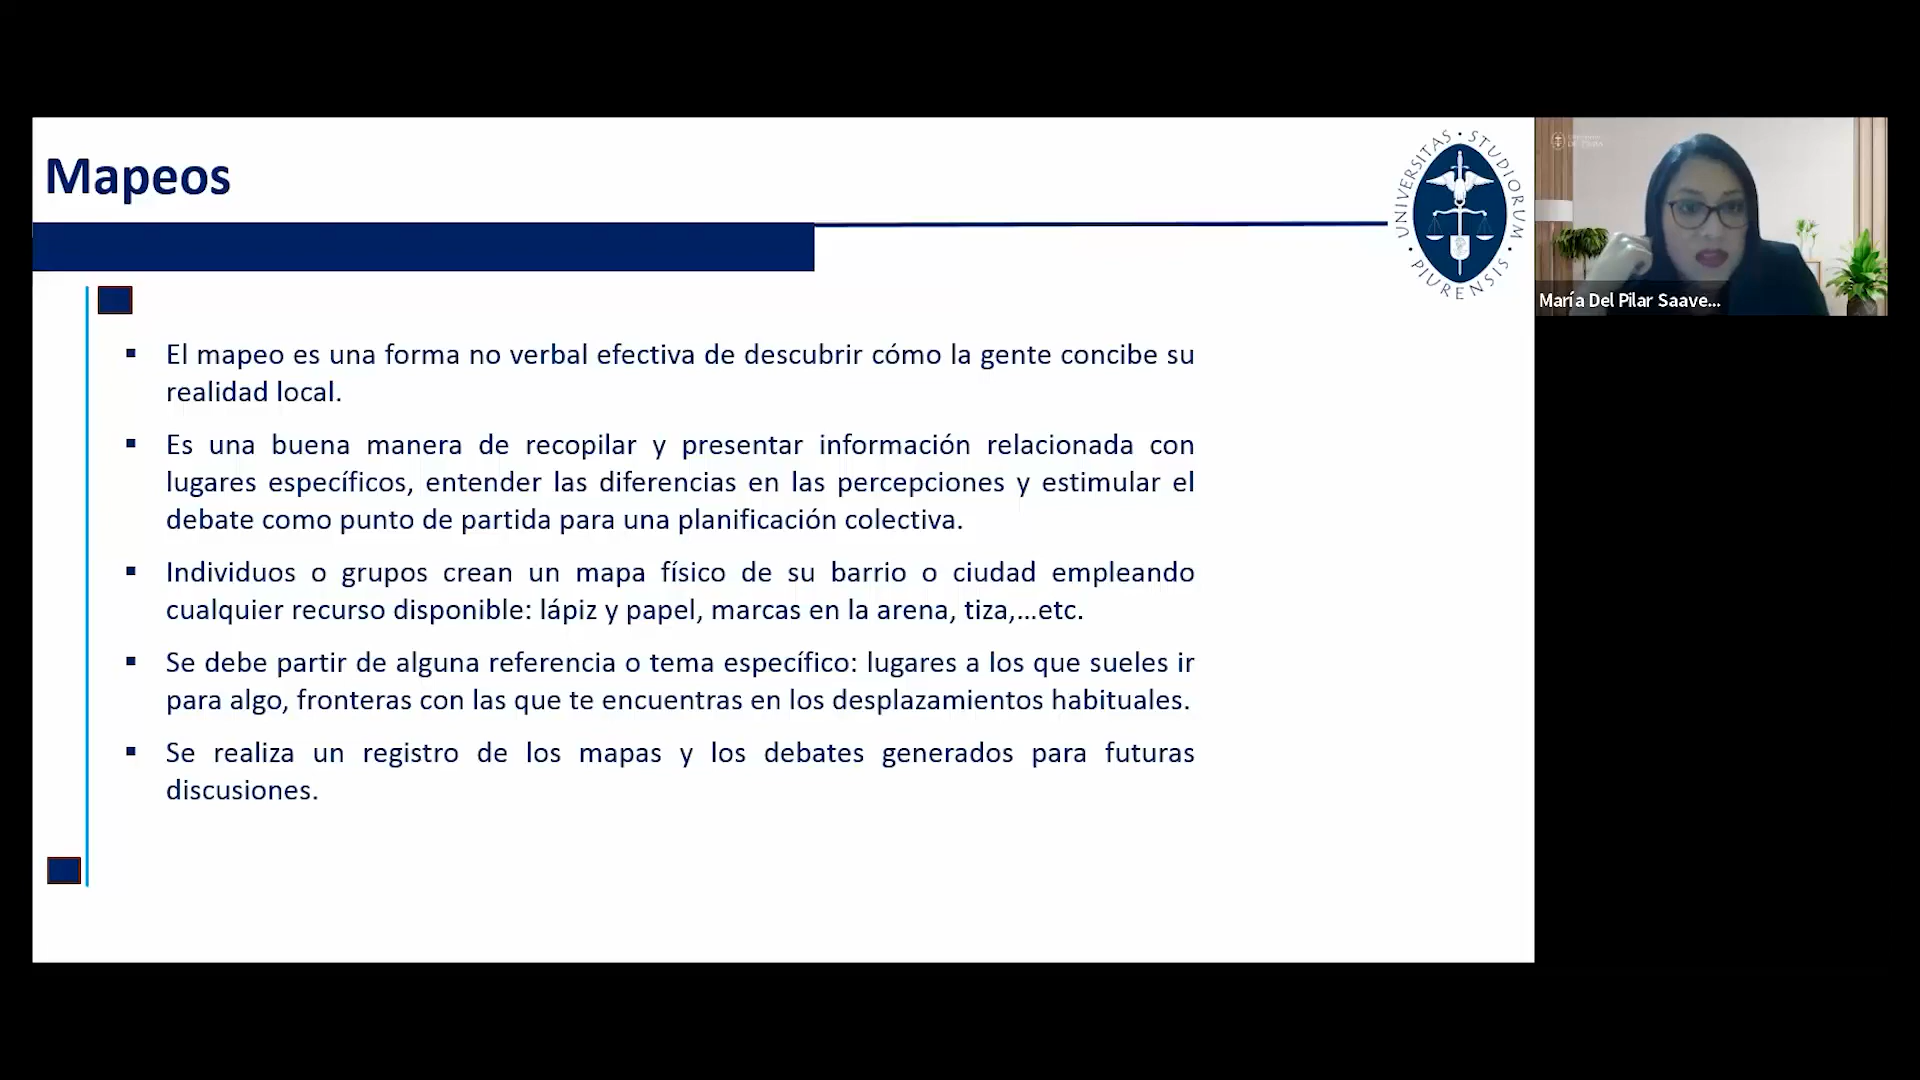 Mapeos
UNIVERSITAS · STUDIORUM · PIURENSIS ·
María Del Pilar Saave...
▪ El mapeo es una forma no verbal efectiva de descubrir cómo la gente concibe su
realidad local.
▪ Es una buena manera de recopilar y presentar información relacionada con
lugares específicos, entender las diferencias en las percepciones y estimular el
debate como punto de partida para una planificación colectiva.
▪ Individuos o grupos crean un mapa físico de su barrio o ciudad empleando
cualquier recurso disponible: lápiz y papel, marcas en la arena, tiza,...etc.
▪ Se debe partir de alguna referencia o tema específico: lugares a los que sueles ir
para algo, fronteras con las que te encuentras en los desplazamientos habituales.
▪ Se realiza un registro de los mapas y los debates generados para futuras
discusiones.